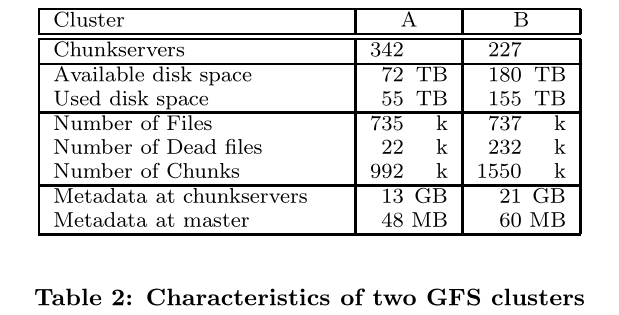 Cluster A B
Chunkservers 342 227
Available disk space 72 TB 180 TB
Used disk space 55 TB 155 TB
Number of Files 735 k 737 k
Number of Dead files 22 k 232 k
Number of Chunks 992 k 1550 k
Metadata at chunkservers 13 GB 21 GB
Metadata at master 48 MB 60 MB
Table 2: Characteristics of two GFS clusters